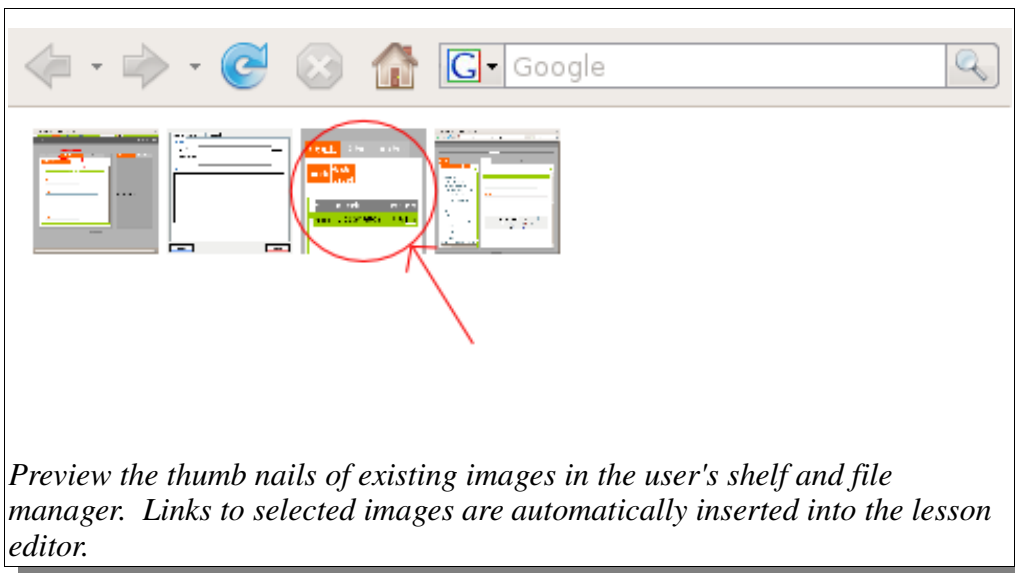 G Google
Preview the thumb nails of existing images in the user's shelf and file
manager. Links to selected images are automatically inserted into the lesson
editor.